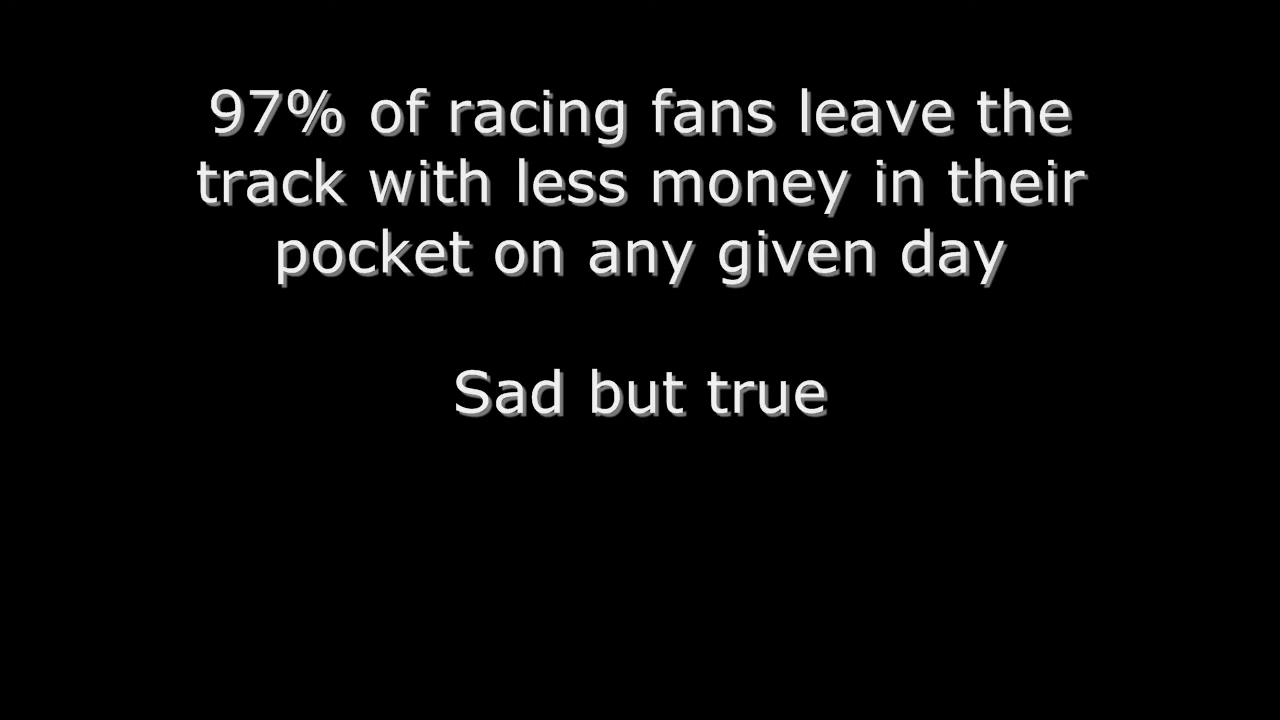 97% of racing fans leave the
track with less money in their
pocket on any given day
Sad but true